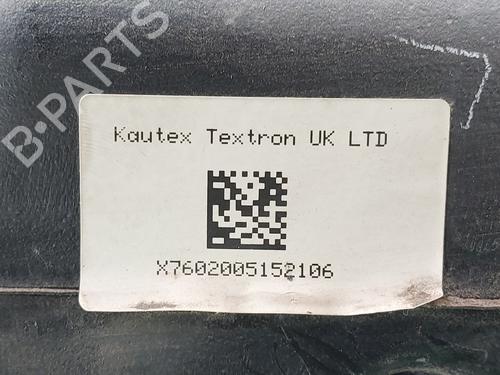 B-PARTS
Kautex Textron UK LTD
X7602005152106